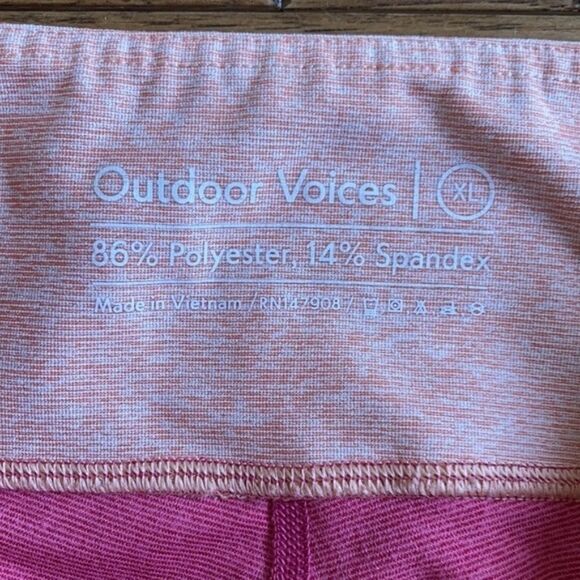 Outdoor Voices | XL
86% Polyester, 14% Spandex
Made in Vietnam / RN147908 /